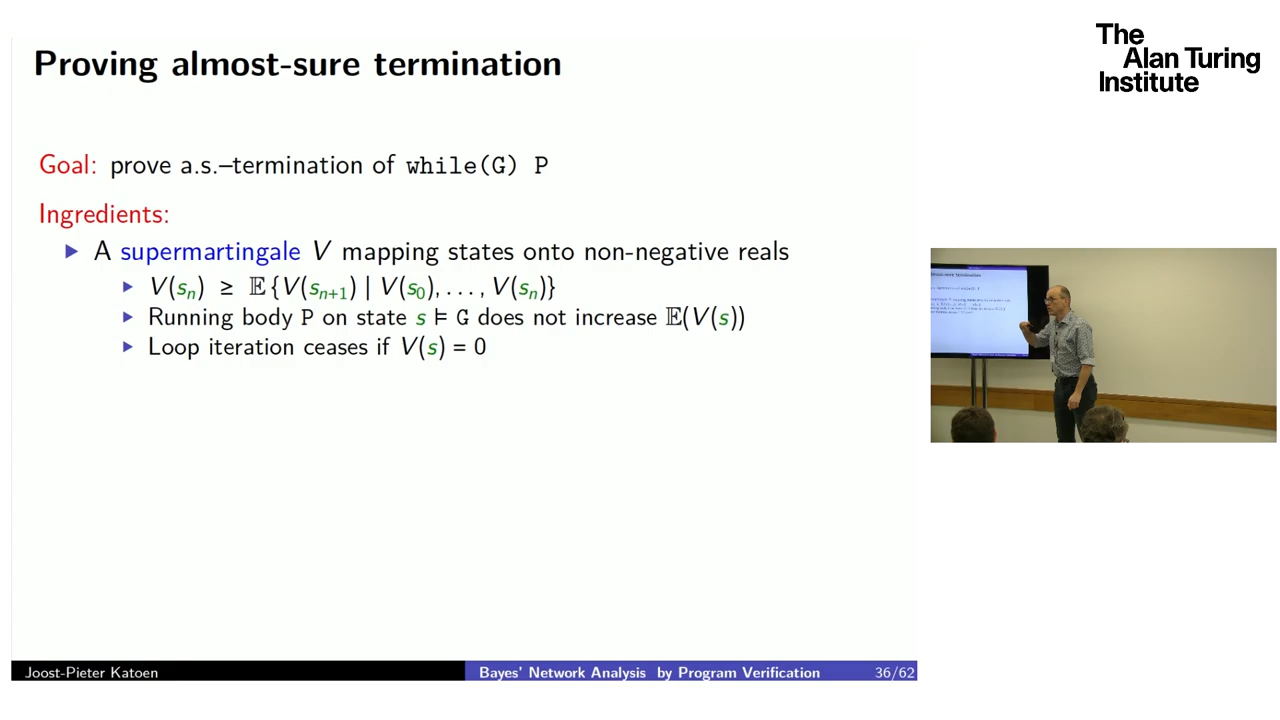 Proving almost-sure termination
The
Alan Turing
Institute
Goal: prove a.s.–termination of while(G) P
Ingredients:
▶ A supermartingale V mapping states onto non-negative reals
▶ V(sₙ) ≥ 𝔼{V(sₙ₊₁) | V(s₀), ..., V(sₙ)}
▶ Running body P on state s ⊨ G does not increase 𝔼(V(s))
▶ Loop iteration ceases if V(s) = 0
Joost-Pieter Katoen
Bayes' Network Analysis by Program Verification
36/62